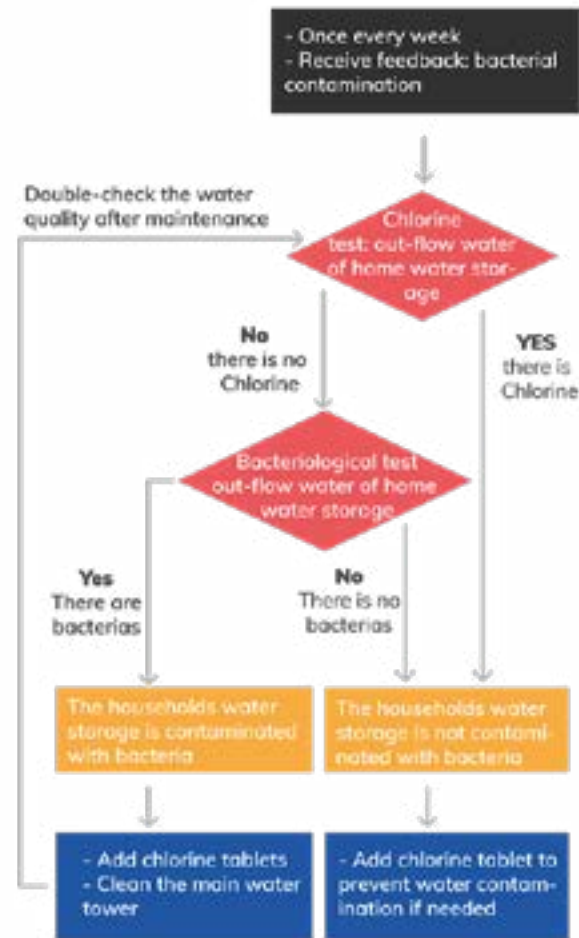 - Once every week
- Receive feedback: bacterial
contamination
Double-check the water
quality after maintenance
Chlorine
test: out-flow water
of home water stor-
age
No
there is no
Chlorine
YES
there is
Chlorine
Bacteriological test
out-flow water of home
water storage
Yes
There are
bacterias
No
There is no
bacterias
The households water
storage is contaminated
with bacteria
The households water
storage is not contami-
nated with bacteria
- Add chlorine tablets
- Clean the main water
tower
- Add chlorine tablet to
prevent water contam-
ination if needed